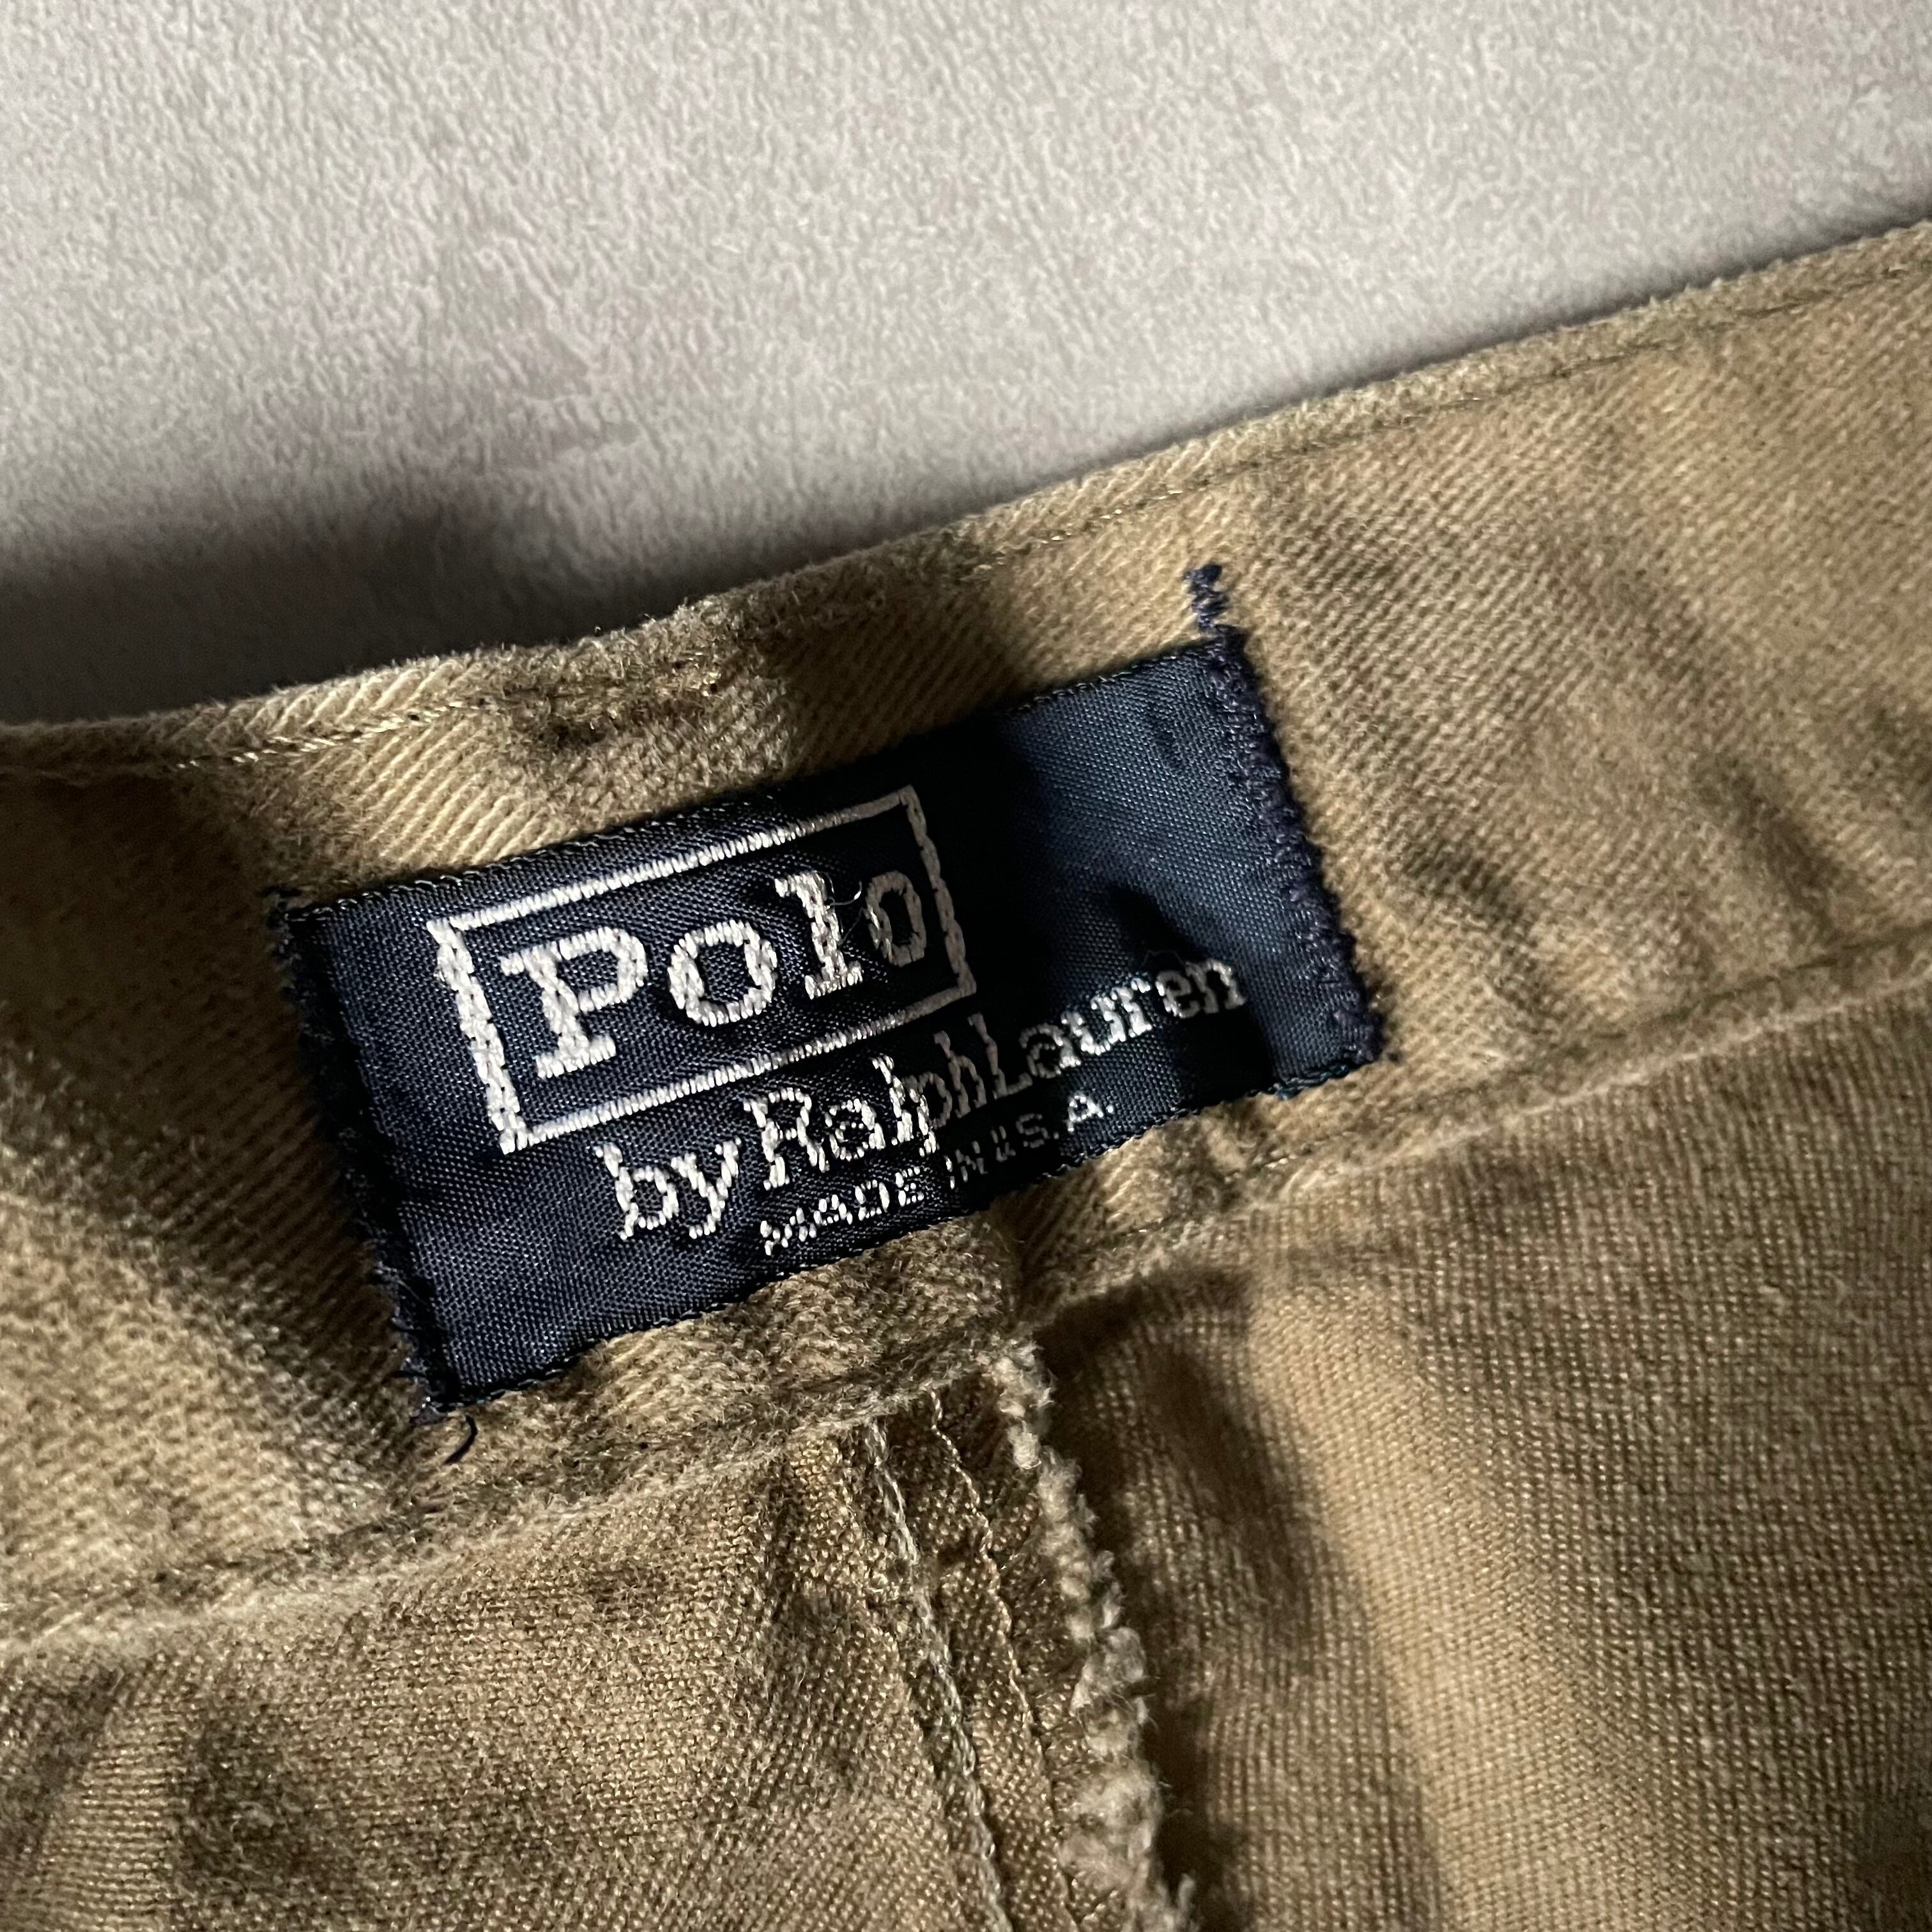 Polo
by Ralph Lauren
MADE IN U.S.A.